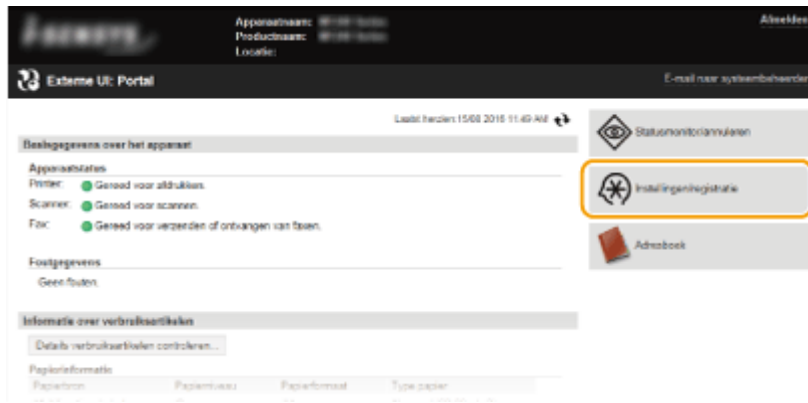 Apparaatnaam:
Productnaam:
Locatie:
Afmelden
Externe UI: Portal
E-mail naar systeembeheerder
Laatst herzien:15/08 2016 11:49 AM
Basisgegevens over het apparaat
Apparaatstatus
Printer: Gereed voor afdrukken.
Scanner: Gereed voor scannen.
Fax: Gereed voor verzenden of ontvangen van faxen.
Foutgegevens
Geen fouten.
Informatie over verbruiksartikelen
Details verbruiksartikelen controleren...
Papierinformatie
Papierbron Papierniveau Papierformaat Type papier
Statusmonitor/annuleren
Instellingen/registratie
Adresboek